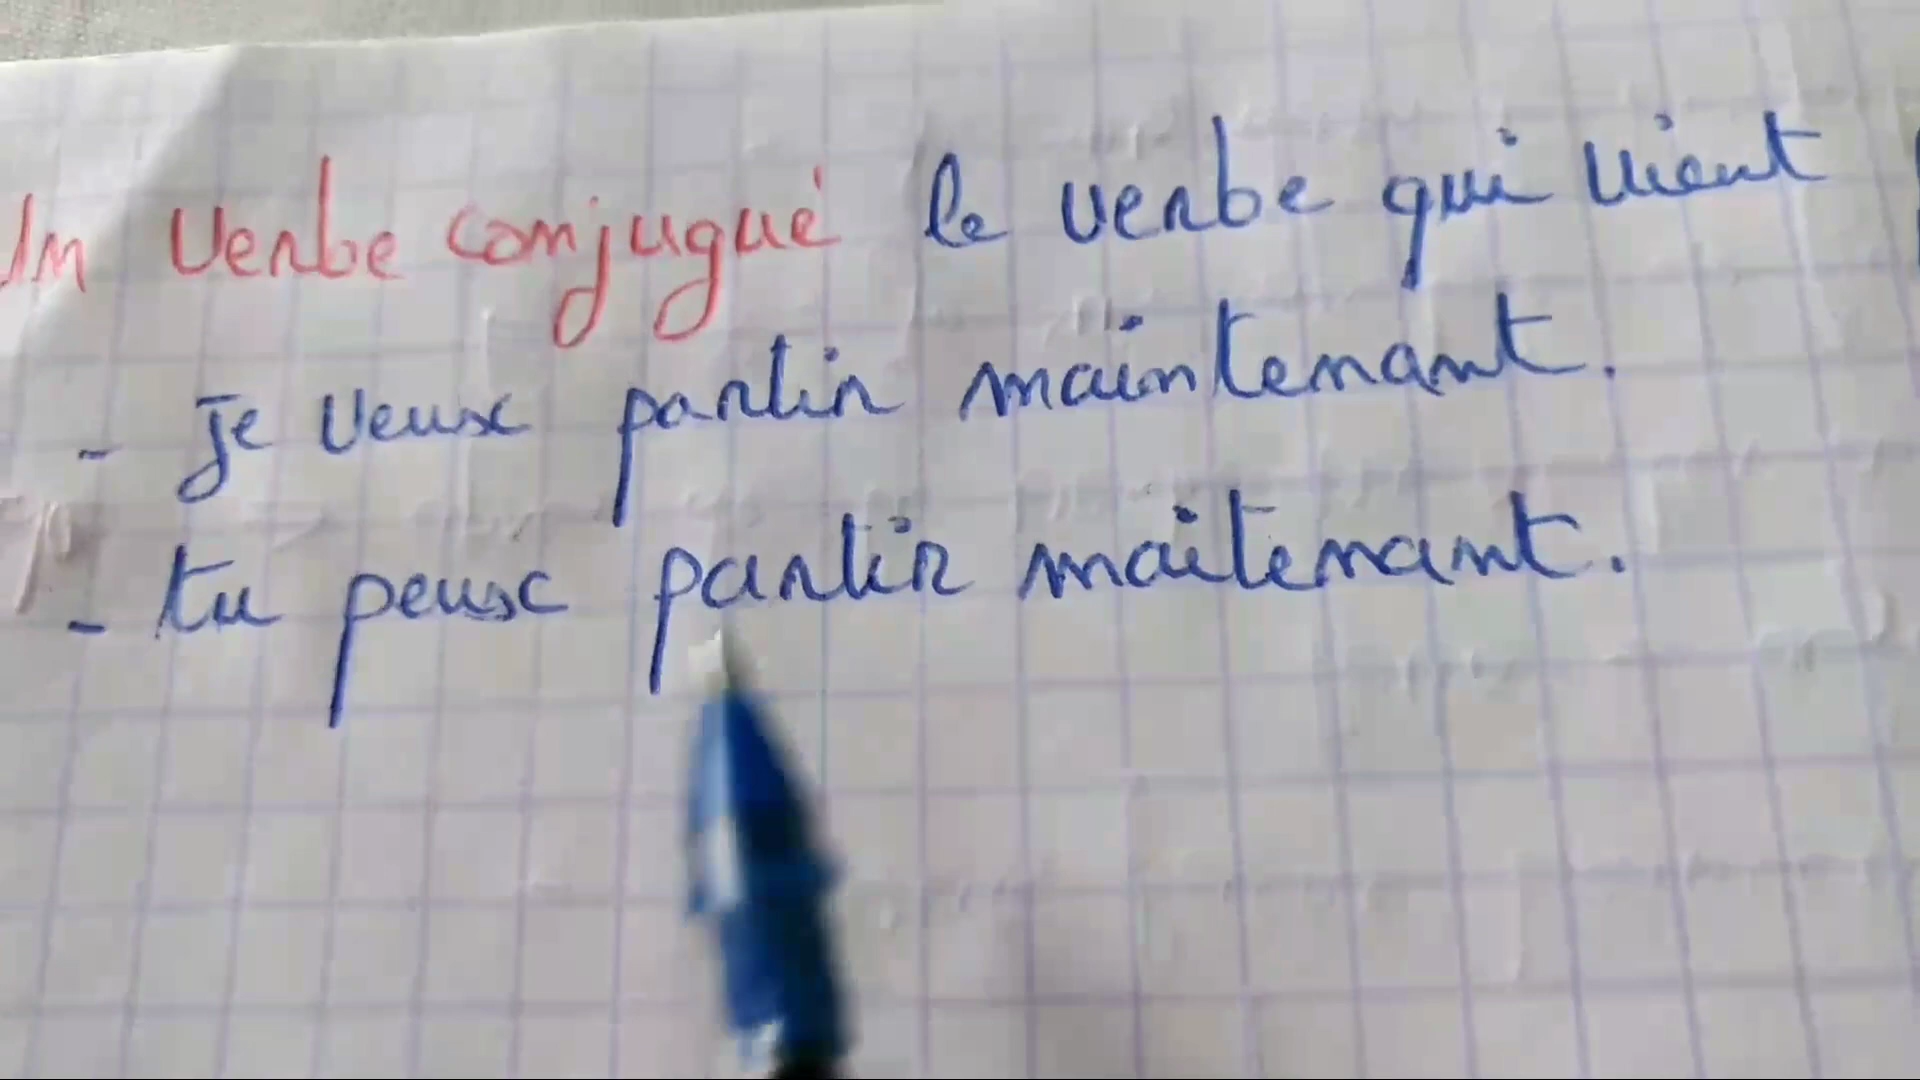 Un Verbe conjugué le verbe qui vient
- Je veux partir maintenant.
- tu peux partir maitenant.